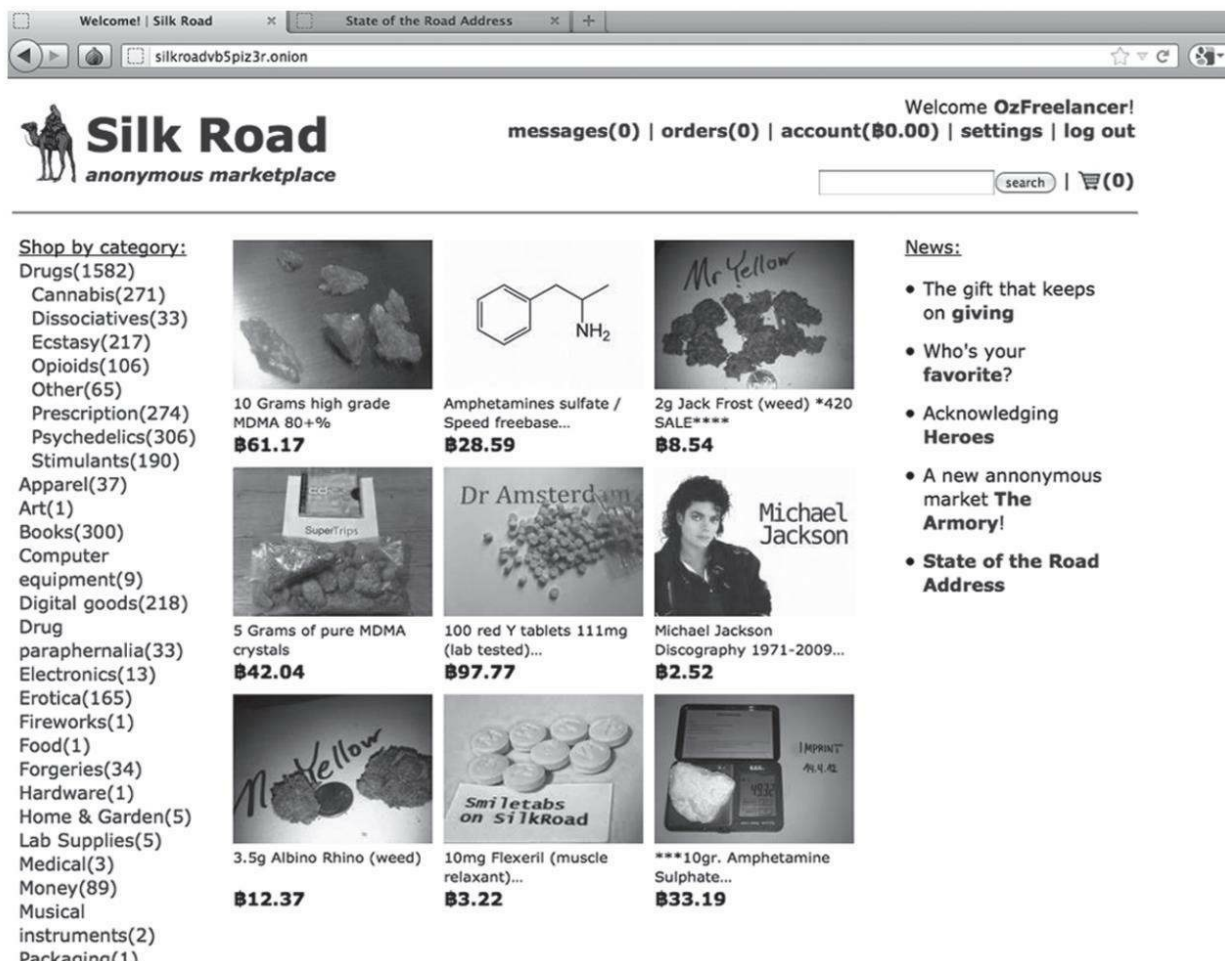 Welcome! | Silk Road
State of the Road Address
silkroadvb5piz3r.onion
Silk Road
anonymous marketplace
Welcome OzFreelancer!
messages(0) | orders(0) | account(฿0.00) | settings | log out
search | (0)
Shop by category:
Drugs(1582)
Cannabis(271)
Dissociatives(33)
Ecstasy(217)
Opioids(106)
Other(65)
Prescription(274)
Psychedelics(306)
Stimulants(190)
Apparel(37)
Art(1)
Books(300)
Computer
equipment(9)
Digital goods(218)
Drug
paraphernalia(33)
Electronics(13)
Erotica(165)
Fireworks(1)
Food(1)
Forgeries(34)
Hardware(1)
Home & Garden(5)
Lab Supplies(5)
Medical(3)
Money(89)
Musical
instruments(2)
Packaging(1)
10 Grams high grade
MDMA 80+%
฿61.17
NH2
Amphetamines sulfate /
Speed freebase...
฿28.59
Mr Yellow
2g Jack Frost (weed) *420
SALE****
฿8.54
SuperTrips
5 Grams of pure MDMA
crystals
฿42.04
Dr Amsterdam
100 red Y tablets 111mg
(lab tested)...
฿97.77
Michael
Jackson
Michael Jackson
Discography 1971-2009...
฿2.52
Mr Yellow
3.5g Albino Rhino (weed)
฿12.37
Smiletabs
on SilkRoad
10mg Flexeril (muscle
relaxant)...
฿3.22
IMPRINT
14.4.12
***10gr. Amphetamine
Sulphate...
฿33.19
News:
The gift that keeps
on giving
Who's your
favorite?
Acknowledging
Heroes
A new annonymous
market The
Armory!
State of the Road
Address